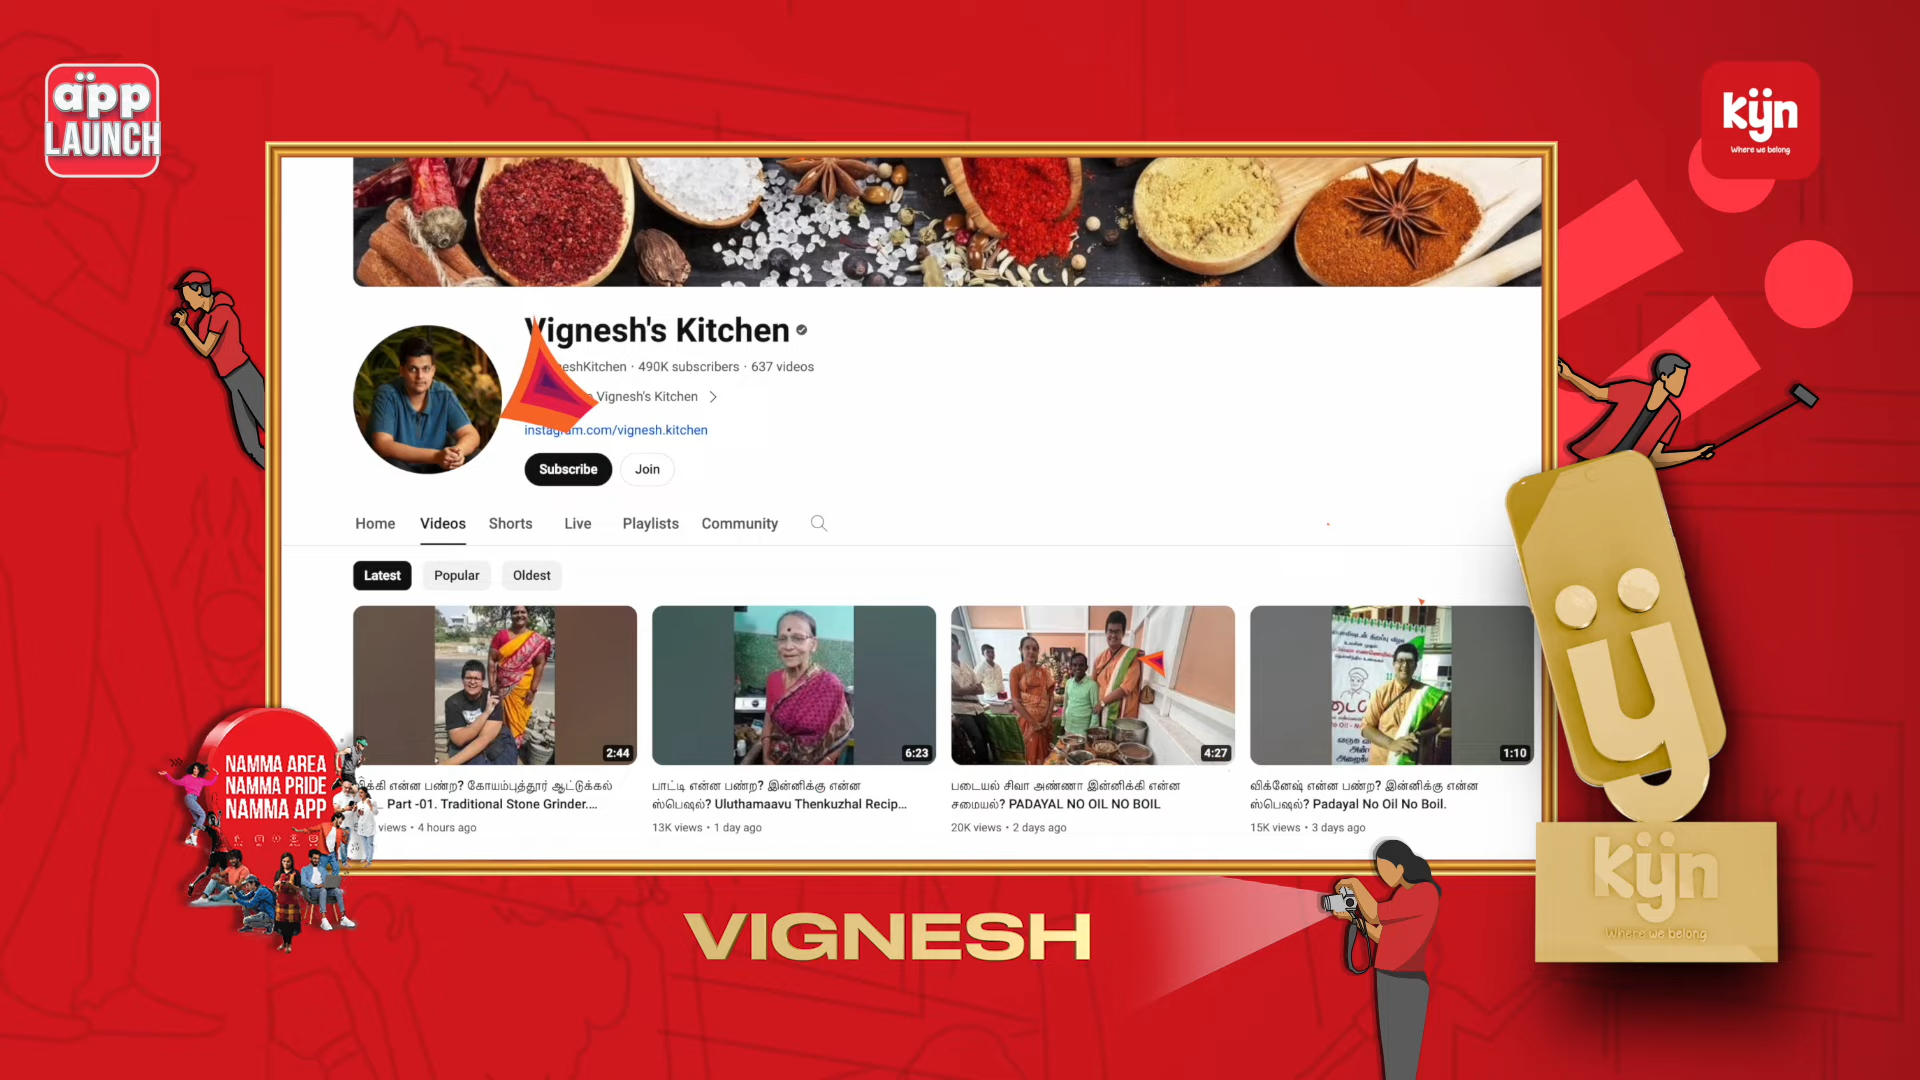 äpp
LAUNCH
kÿn
Where we belong
Vignesh's Kitchen
eshKitchen · 490K subscribers · 637 videos
Vignesh's Kitchen
instagram.com/vignesh.kitchen
Subscribe
Join
Home
Videos
Shorts
Live
Playlists
Community
Latest
Popular
Oldest
2:44
6:23
4:27
1:10
என்ன பண்ற? கோயம்புத்தூர் ஆட்டுக்கல்
Part -01. Traditional Stone Grinder....
views • 4 hours ago
பாட்டி என்ன பண்ற? இன்னிக்கு என்ன
ஸ்பெஷல்? Uluthamaavu Thenkuzhal Recip...
13K views • 1 day ago
படையல் சிவா அண்ணா இன்னிக்கி என்ன
சமையல்? PADAYAL NO OIL NO BOIL
20K views • 2 days ago
விக்னேஷ் என்ன பண்ற? இன்னிக்கு என்ன
ஸ்பெஷல்? Padayal No Oil No Boil.
15K views • 3 days ago
NAMMA AREA
NAMMA PRIDE
NAMMA APP
VIGNESH
ÿ
kÿn
Where we belong